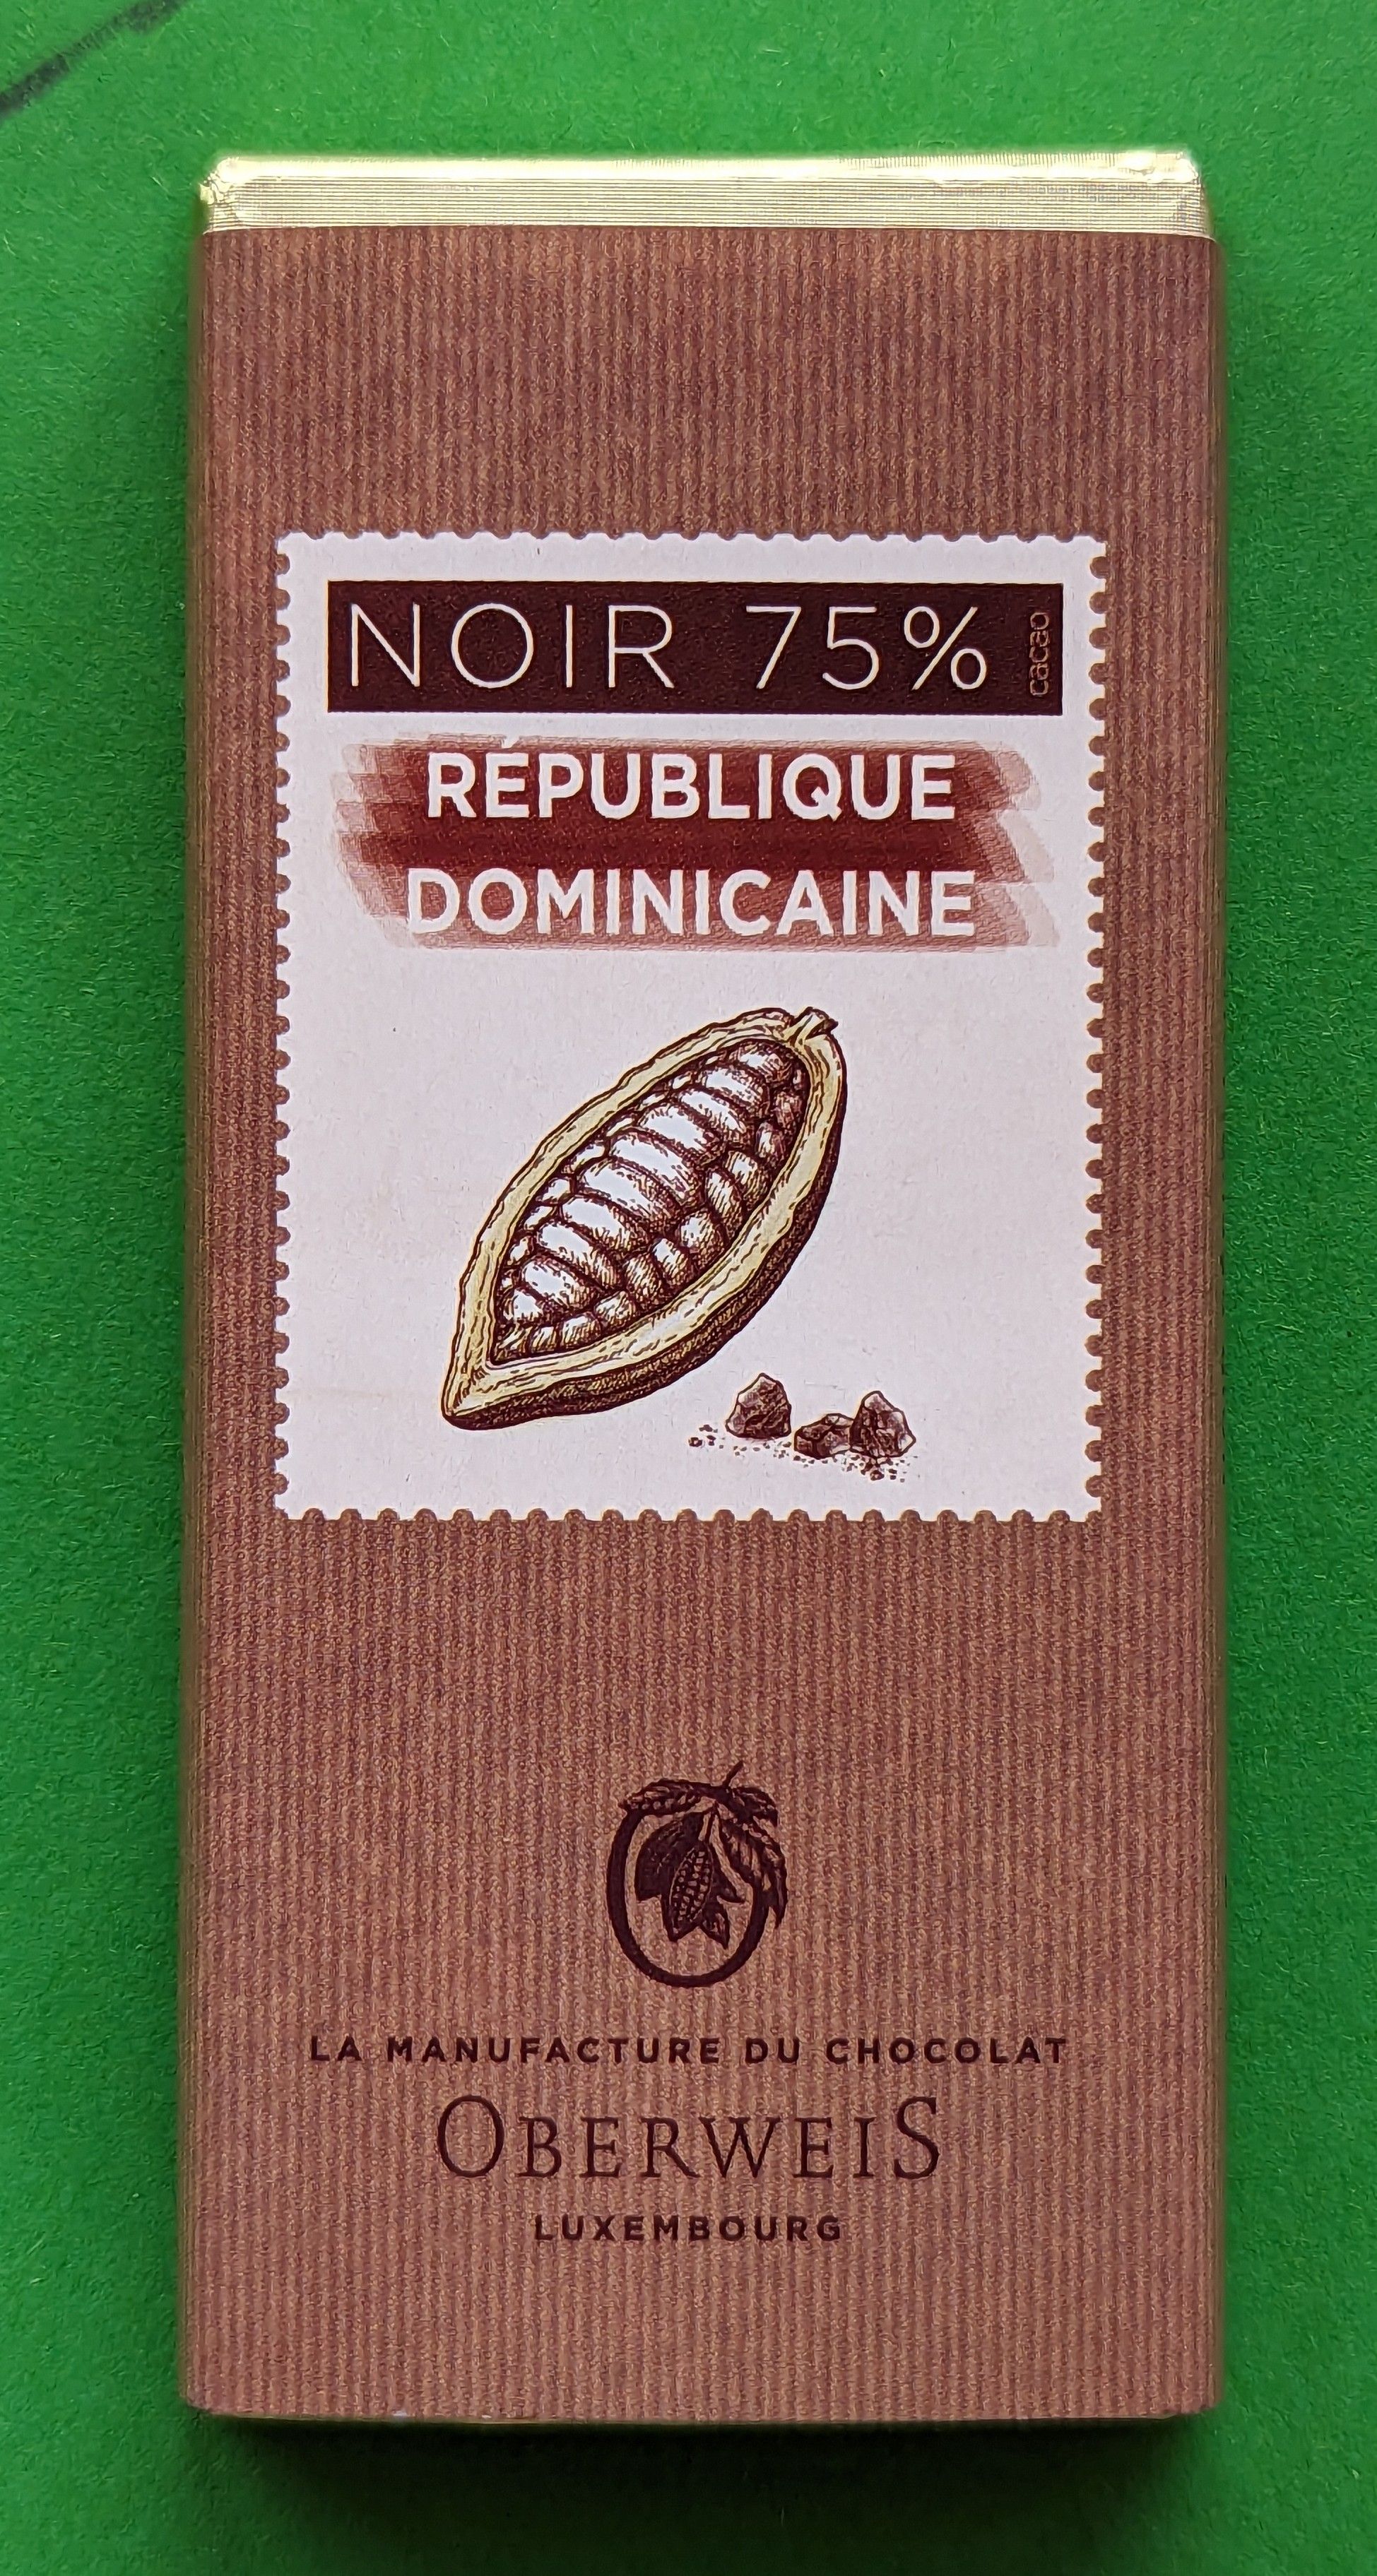 NOIR 75% cacao
RÉPUBLIQUE
DOMINICAINE
LA MANUFACTURE DU CHOCOLAT
OBERWEIS
LUXEMBOURG